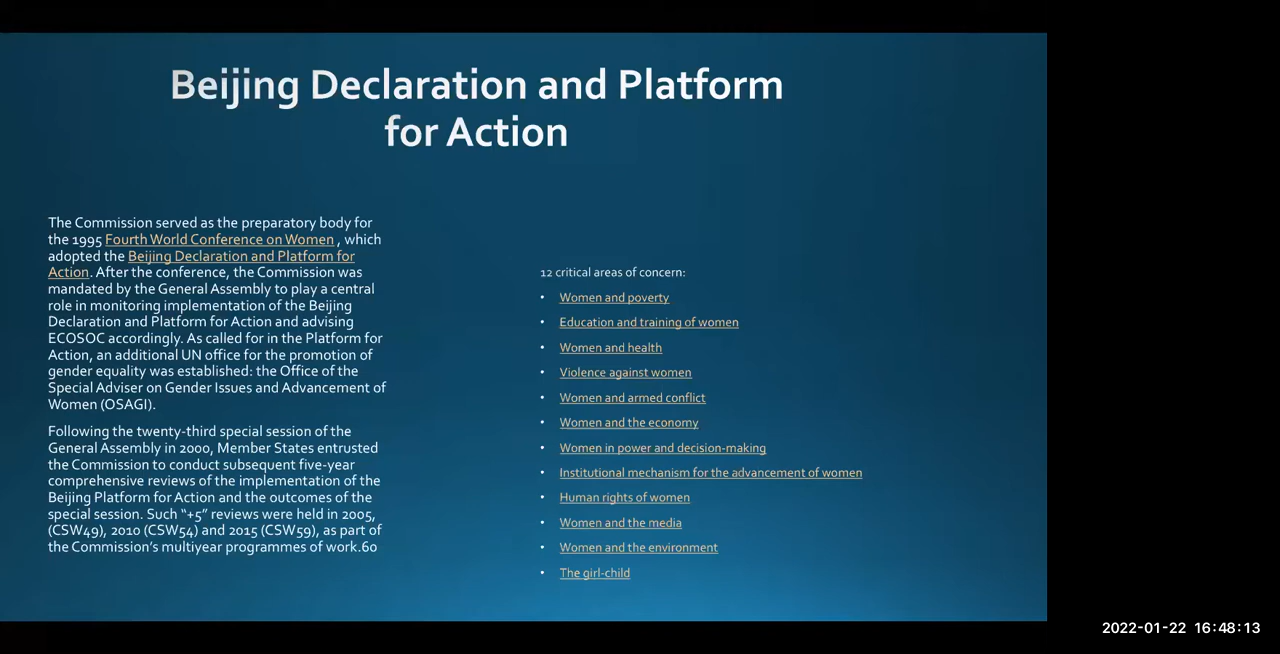 Beijing Declaration and Platform
for Action
The Commission served as the preparatory body for
the 1995 Fourth World Conference on Women , which
adopted the Beijing Declaration and Platform for
Action. After the conference, the Commission was
mandated by the General Assembly to play a central
role in monitoring implementation of the Beijing
Declaration and Platform for Action and advising
ECOSOC accordingly. As called for in the Platform for
Action, an additional UN office for the promotion of
gender equality was established: the Office of the
Special Adviser on Gender Issues and Advancement of
Women (OSAGI).
Following the twenty-third special session of the
General Assembly in 2000, Member States entrusted
the Commission to conduct subsequent five-year
comprehensive reviews of the implementation of the
Beijing Platform for Action and the outcomes of the
special session. Such “+5” reviews were held in 2005,
(CSW49), 2010 (CSW54) and 2015 (CSW59), as part of
the Commission’s multiyear programmes of work.60
12 critical areas of concern:
• Women and poverty
• Education and training of women
• Women and health
• Violence against women
• Women and armed conflict
• Women and the economy
• Women in power and decision-making
• Institutional mechanism for the advancement of women
• Human rights of women
• Women and the media
• Women and the environment
• The girl-child
2022-01-22 16:48:13